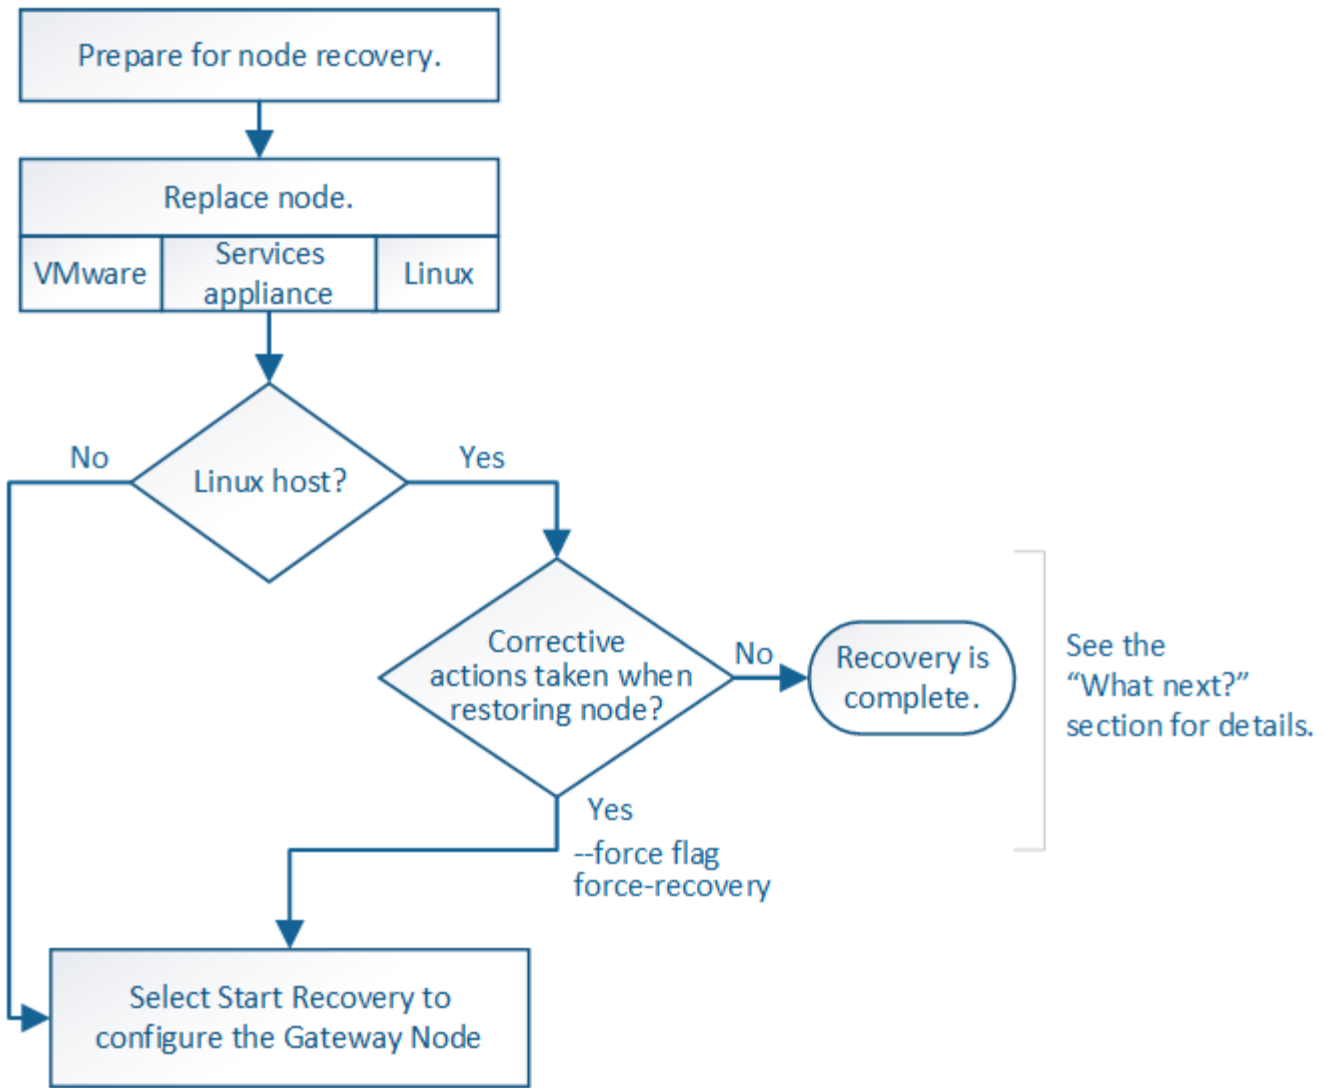 Prepare for node recovery.
Replace node.
VMware
Services
appliance
Linux
No
Yes
Linux host?
Corrective
actions taken when
restoring node?
No
Recovery is
complete.
See the
“What next?”
section for details.
Yes
--force flag
force-recovery
Select Start Recovery to
configure the Gateway Node